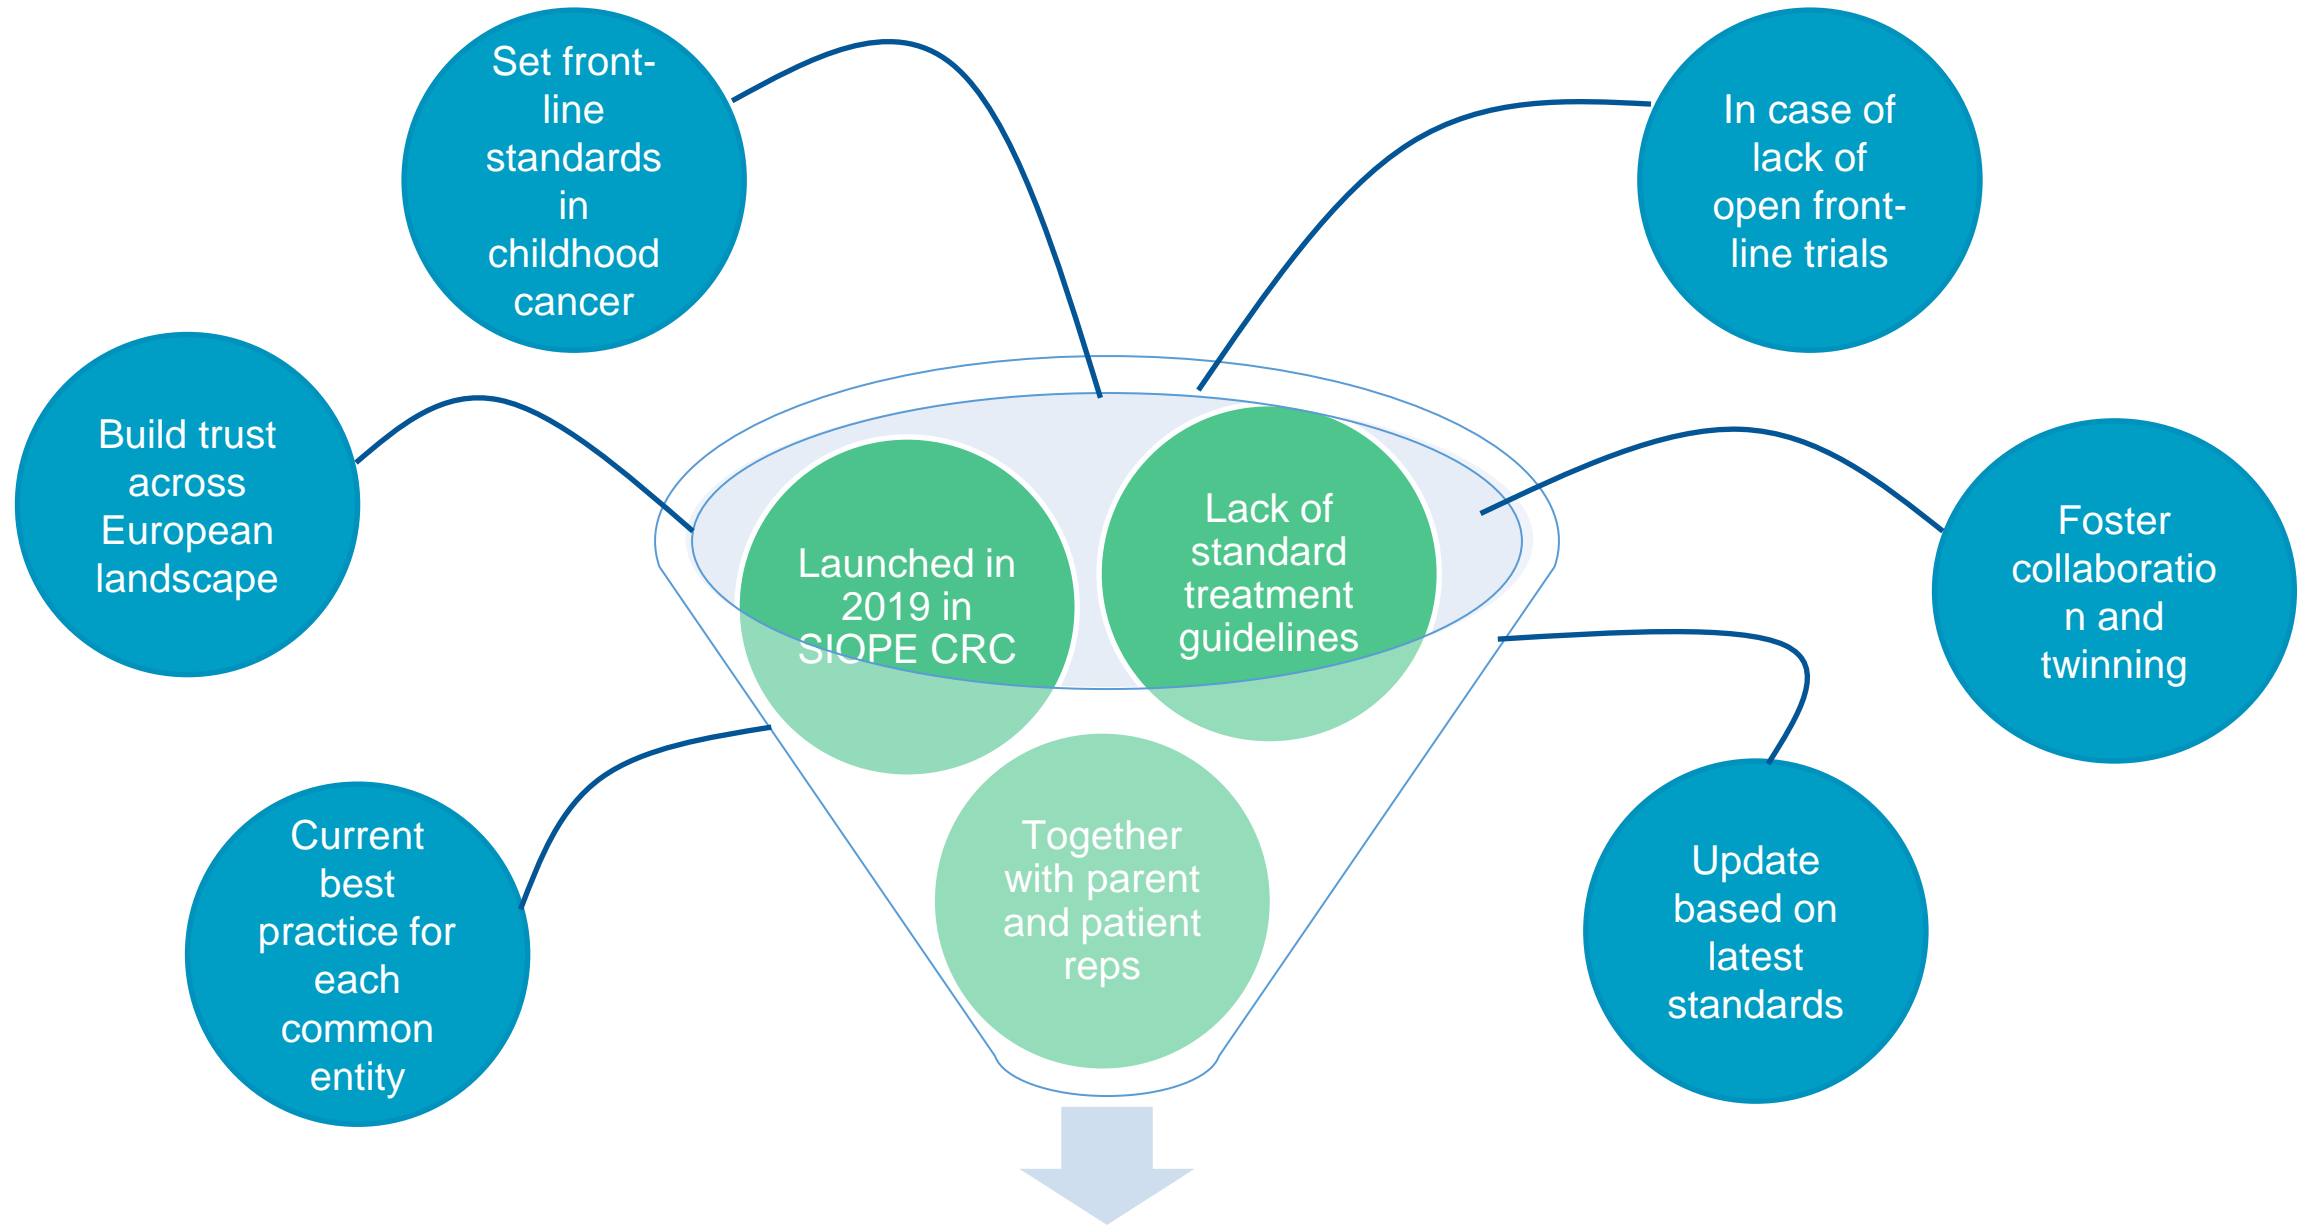 Set front-
line
standards
in
childhood
cancer
In case of
lack of
open front-
line trials
Build trust
across
European
landscape
Launched in
2019 in
SIOPE CRC
Lack of
standard
treatment
guidelines
Foster
collaboratio
n and
twinning
Current
best
practice for
each
common
entity
Together
with parent
and patient
reps
Update
based on
latest
standards